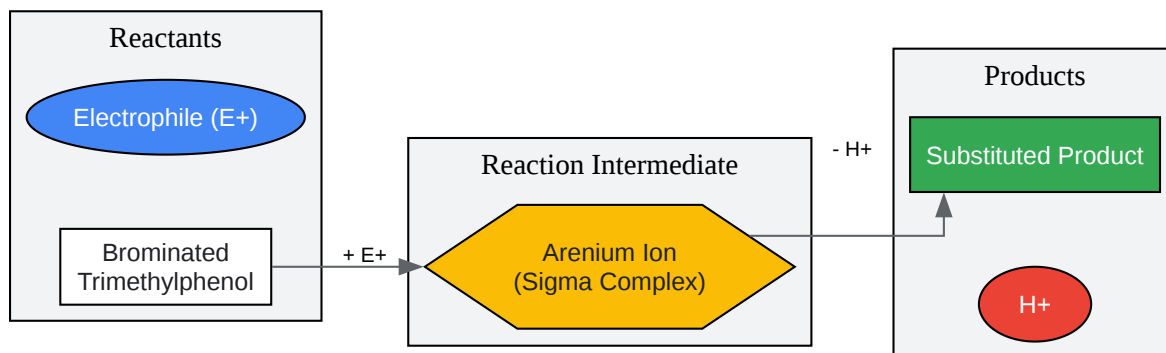 Reactants
Electrophile (E+)
Brominated
Trimethylphenol
+ E+
Reaction Intermediate
Arenium Ion
(Sigma Complex)
- H+
Products
Substituted Product
H+